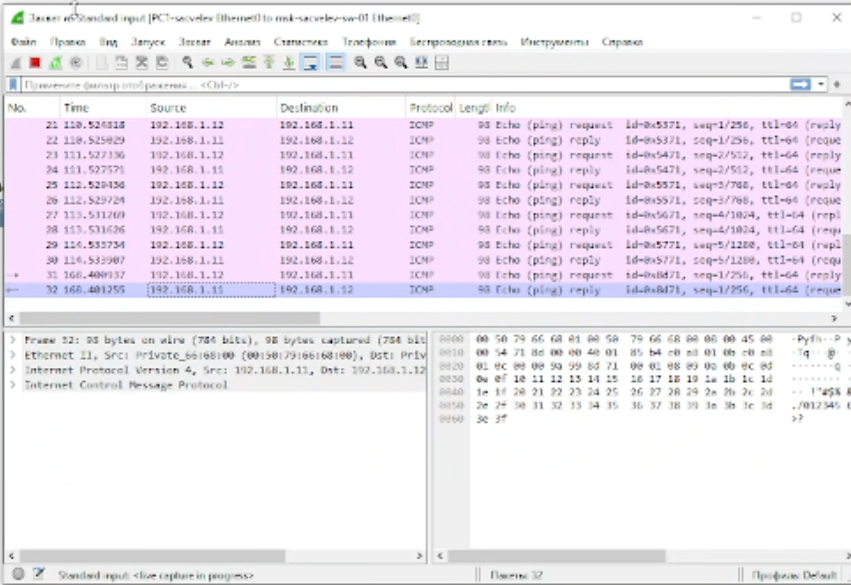 Захват из Standard input [PC1-sacvelev Ethernet0 to msk-sacvelev-sw-01 Ethernet0]
Файл Правка Вид Запуск Захват Анализ Статистика Телефония Беспроводная связь Инструменты Справка
Примените фильтр отображения ... <Ctrl-/>
No. Time Source Destination Protocol Lengtl Info
21 110.524818 192.168.1.12 192.168.1.11 ICMP 98 Echo (ping) request id=0x5371, seq=1/256, ttl=64 (reply
22 110.525029 192.168.1.11 192.168.1.12 ICMP 98 Echo (ping) reply id=0x5371, seq=1/256, ttl=64 (reque
23 111.527336 192.168.1.12 192.168.1.11 ICMP 98 Echo (ping) request id=0x5471, seq=2/512, ttl=64 (reply
24 111.527571 192.168.1.11 192.168.1.12 ICMP 98 Echo (ping) reply id=0x5471, seq=2/512, ttl=64 (reque
25 112.529436 192.168.1.12 192.168.1.11 ICMP 98 Echo (ping) request id=0x5571, seq=3/768, ttl=64 (reply
26 112.529724 192.168.1.11 192.168.1.12 ICMP 98 Echo (ping) reply id=0x5571, seq=3/768, ttl=64 (reque
27 113.531269 192.168.1.12 192.168.1.11 ICMP 98 Echo (ping) request id=0x5671, seq=4/1024, ttl=64 (repl
28 113.531626 192.168.1.11 192.168.1.12 ICMP 98 Echo (ping) reply id=0x5671, seq=4/1024, ttl=64 (requ
29 114.533734 192.168.1.12 192.168.1.11 ICMP 98 Echo (ping) request id=0x5771, seq=5/1280, ttl=64 (repl
30 114.533907 192.168.1.11 192.168.1.12 ICMP 98 Echo (ping) reply id=0x5771, seq=5/1280, ttl=64 (requ
31 168.400937 192.168.1.12 192.168.1.11 ICMP 98 Echo (ping) request id=0x8d71, seq=1/256, ttl=64 (reply
32 168.401255 192.168.1.11 192.168.1.12 ICMP 98 Echo (ping) reply id=0x8d71, seq=1/256, ttl=64 (reque
Frame 32: 98 bytes on wire (784 bits), 98 bytes captured (784 bit
Ethernet II, Src: Private_66:68:00 (00:50:79:66:68:00), Dst: Priv
Internet Protocol Version 4, Src: 192.168.1.11, Dst: 192.168.1.12
Internet Control Message Protocol
0000 00 50 79 66 68 01 00 50 79 66 68 00 08 00 45 00 ·Pyfh··P y
0010 00 54 71 8d 00 00 40 01 85 b4 c0 a8 01 0b c0 a8 ·Tq···@·
0020 01 0c 00 00 9a 99 8d 71 00 01 08 09 0a 0b 0c 0d ·······q
0030 0e 0f 10 11 12 13 14 15 16 17 18 19 1a 1b 1c 1d
0040 1e 1f 20 21 22 23 24 25 26 27 28 29 2a 2b 2c 2d ·· !"#$% &
0050 2e 2f 30 31 32 33 34 35 36 37 38 39 3a 3b 3c 3d ./012345 6
0060 3e 3f >?
Standard input: <live capture in progress> Пакеты: 32 Профиль: Default